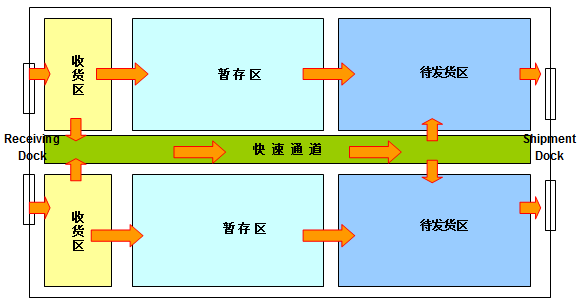 收货区
暂存区
待发货区
Receiving
Dock
快速通道
Shipment
Dock
收货区
暂存区
待发货区